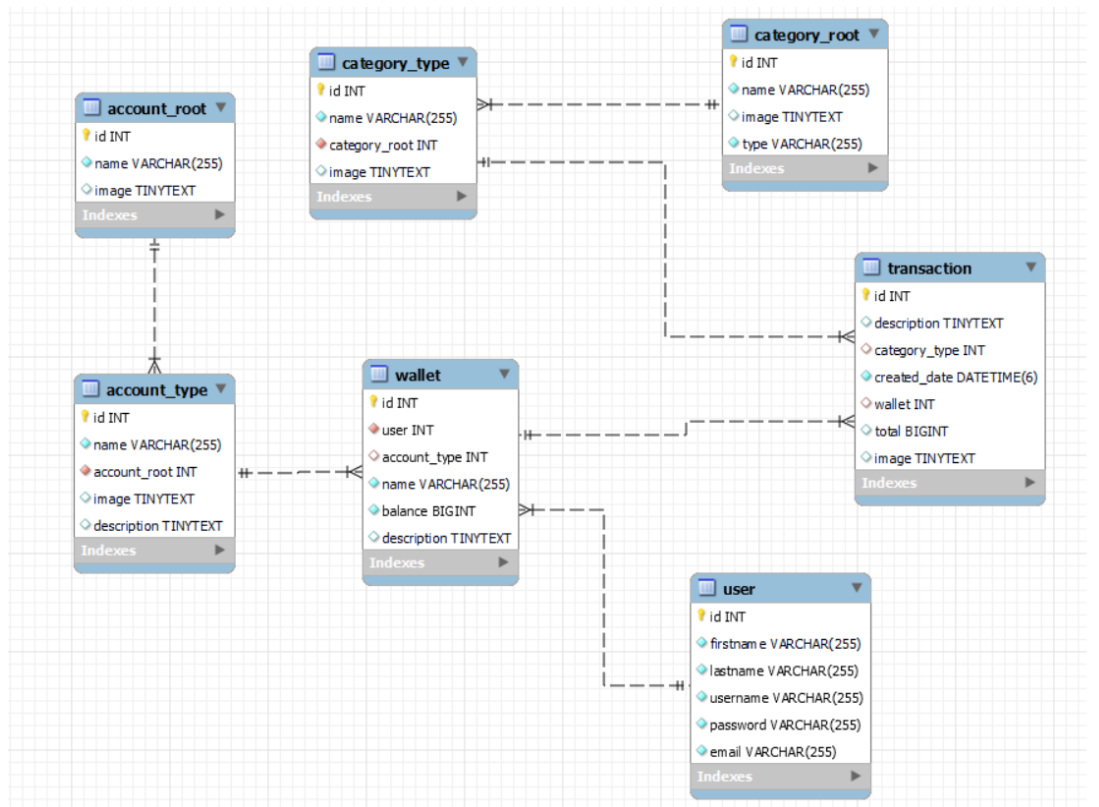 account_root
id INT
name VARCHAR(255)
image TINYTEXT
Indexes
category_type
id INT
name VARCHAR(255)
category_root INT
image TINYTEXT
Indexes
category_root
id INT
name VARCHAR(255)
image TINYTEXT
type VARCHAR(255)
Indexes
account_type
id INT
name VARCHAR(255)
account_root INT
image TINYTEXT
description TINYTEXT
Indexes
wallet
id INT
user INT
account_type INT
name VARCHAR(255)
balance BIGINT
description TINYTEXT
Indexes
transaction
id INT
description TINYTEXT
category_type INT
created_date DATETIME(6)
wallet INT
total BIGINT
image TINYTEXT
Indexes
user
id INT
firstname VARCHAR(255)
lastname VARCHAR(255)
username VARCHAR(255)
password VARCHAR(255)
email VARCHAR(255)
Indexes